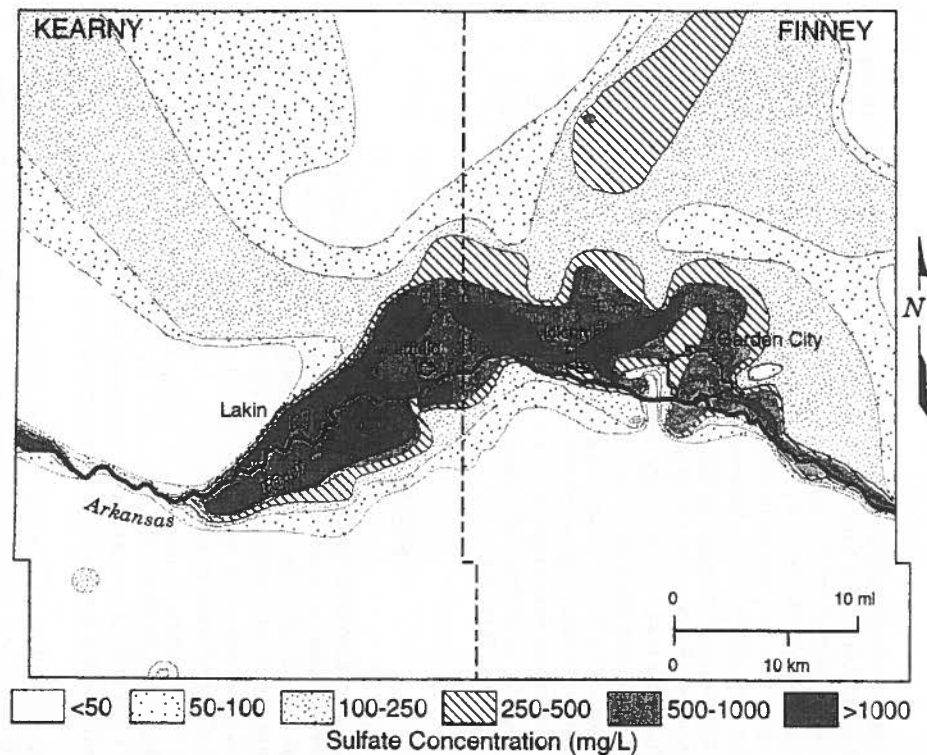 KEARNY
FINNEY
N
Garden City
Lakin
Arkansas
0 10 mi
0 10 km
<50 50-100 100-250 250-500 500-1000 >1000
Sulfate Concentration (mg/L)